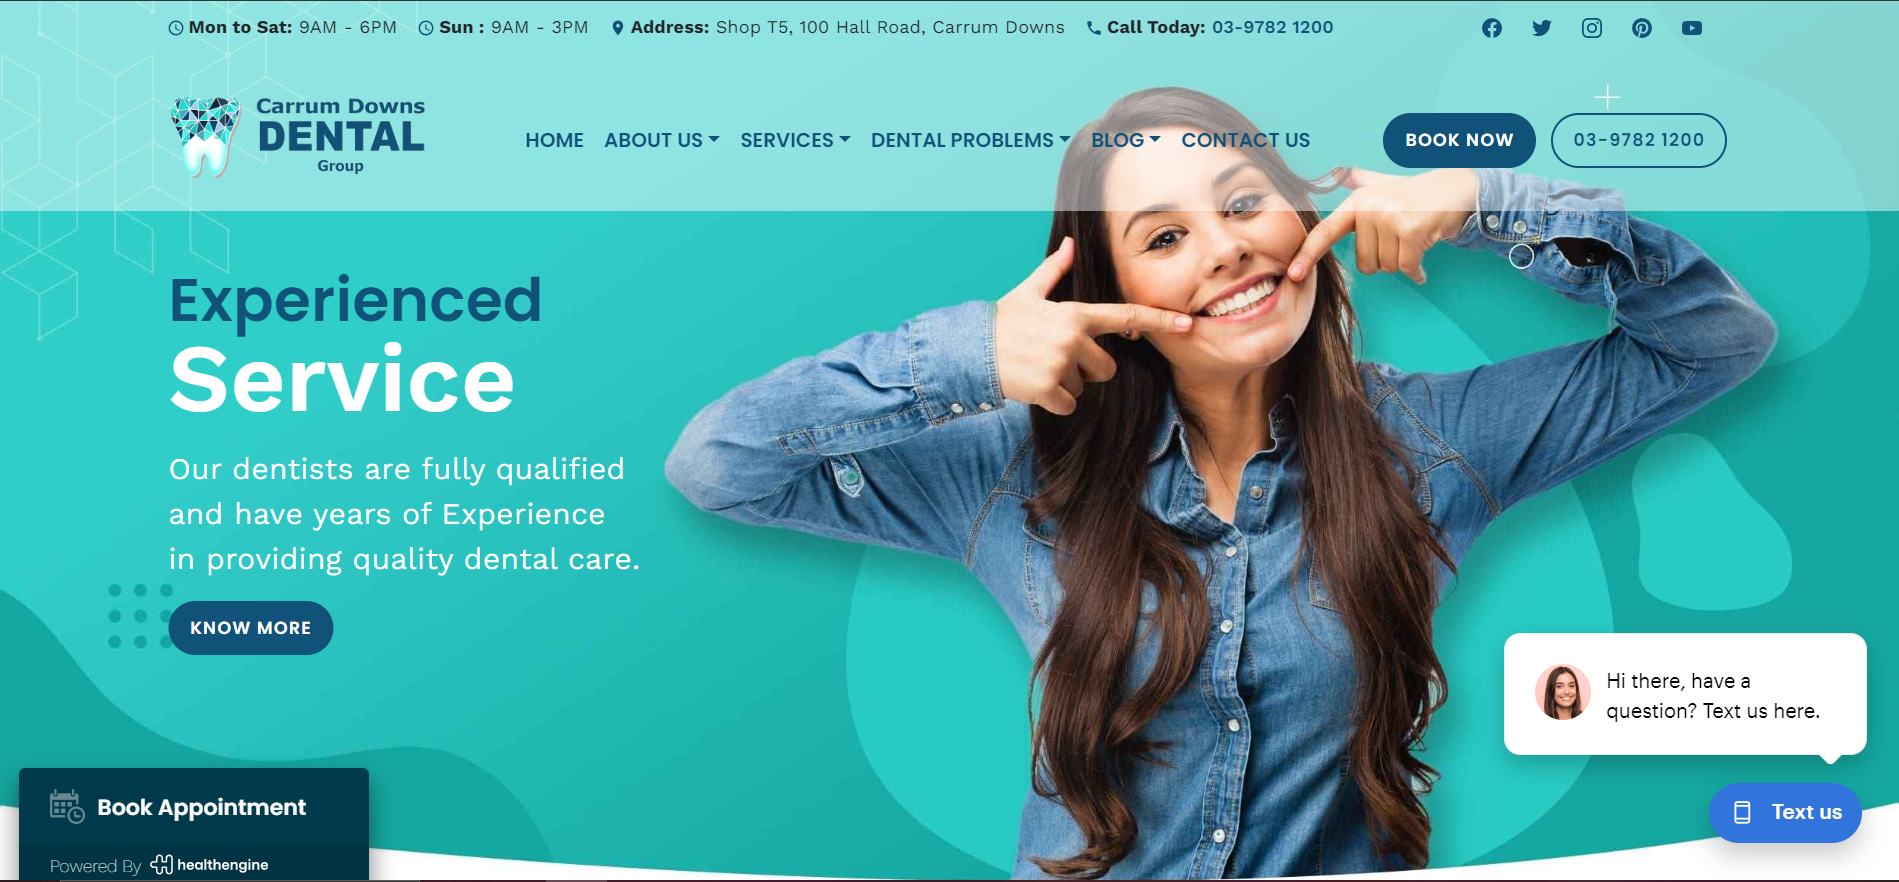 Mon to Sat: 9AM - 6PM Sun : 9AM - 3PM Address: Shop T5, 100 Hall Road, Carrum Downs Call Today: 03-9782 1200
Carrum Downs
DENTAL
Group
HOME ABOUT US SERVICES DENTAL PROBLEMS BLOG CONTACT US BOOK NOW 03-9782 1200
Experienced
Service
Our dentists are fully qualified
and have years of Experience
in providing quality dental care.
KNOW MORE
Hi there, have a
question? Text us here.
Text us
Book Appointment
Powered By healthengine